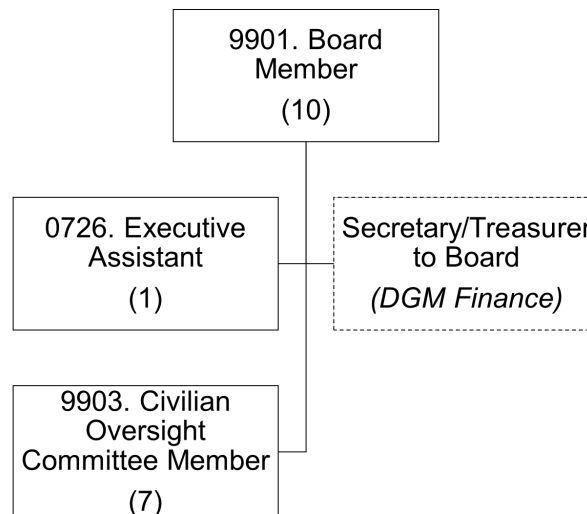 9901. Board
Member
(10)
0726. Executive
Assistant
(1)
Secretary/Treasurer
to Board
(DGM Finance)
9903. Civilian
Oversight
Committee Member
(7)